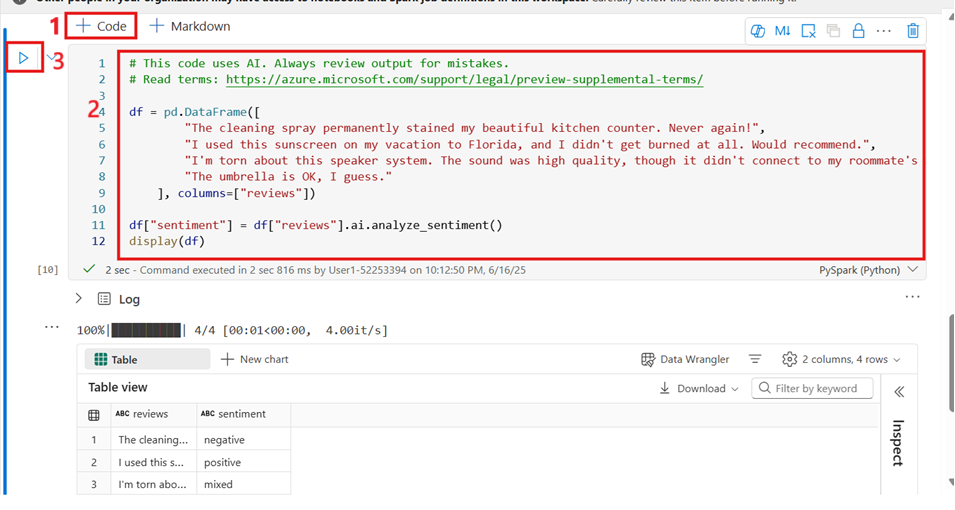 Other people in your organization may have access to notebooks and Spark job definitions in this workspace. Carefully review this item before running it.
1 + Code + Markdown
M↓ ...
3
1 # This code uses AI. Always review output for mistakes.
2 # Read terms: https://azure.microsoft.com/support/legal/preview-supplemental-terms/
3
2
4 df = pd.DataFrame([
5 "The cleaning spray permanently stained my beautiful kitchen counter. Never again!",
6 "I used this sunscreen on my vacation to Florida, and I didn't get burned at all. Would recommend.",
7 "I'm torn about this speaker system. The sound was high quality, though it didn't connect to my roommate's
8 "The umbrella is OK, I guess."
9 ], columns=["reviews"])
10
11 df["sentiment"] = df["reviews"].ai.analyze_sentiment()
12 display(df)
[10] 2 sec - Command executed in 2 sec 816 ms by User1-52253394 on 10:12:50 PM, 6/16/25 PySpark (Python)
Log ...
... 100%|██████████| 4/4 [00:01<00:00, 4.00it/s]
Table + New chart Data Wrangler 2 columns, 4 rows
Table view Download Filter by keyword
ABC reviews ABC sentiment
1 The cleaning... negative
2 I used this s... positive
3 I'm torn abo... mixed
Inspect